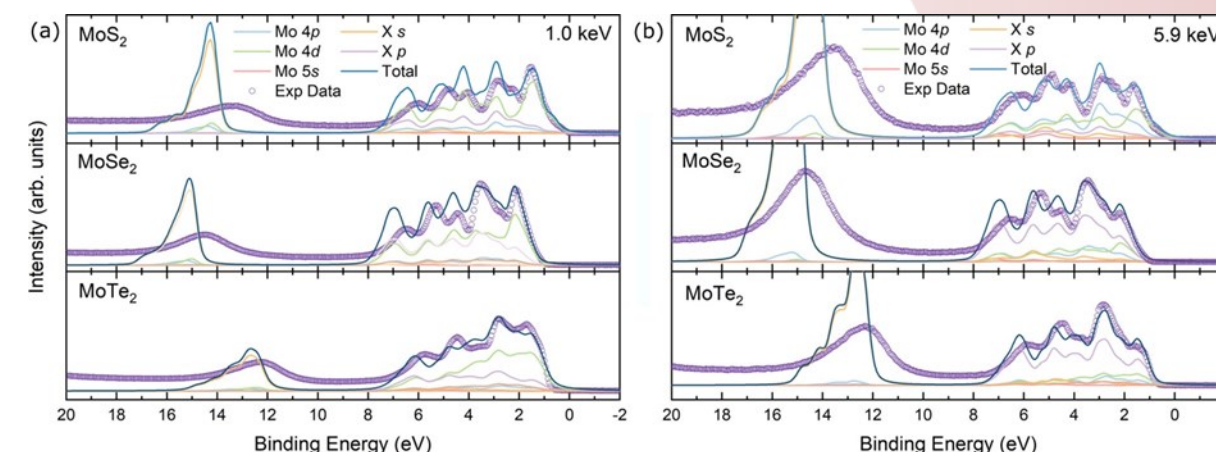 (a) MoS2 Mo 4p X s 1.0 keV
Mo 4d X p
Mo 5s Total
Exp Data
MoSe2
MoTe2
Intensity (arb. units)
20 18 16 14 12 10 8 6 4 2 0 -2
Binding Energy (eV)
(b) MoS2 Mo 4p X s 5.9 keV
Mo 4d X p
Mo 5s Total
Exp Data
MoSe2
MoTe2
20 18 16 14 12 10 8 6 4 2 0
Binding Energy (eV)